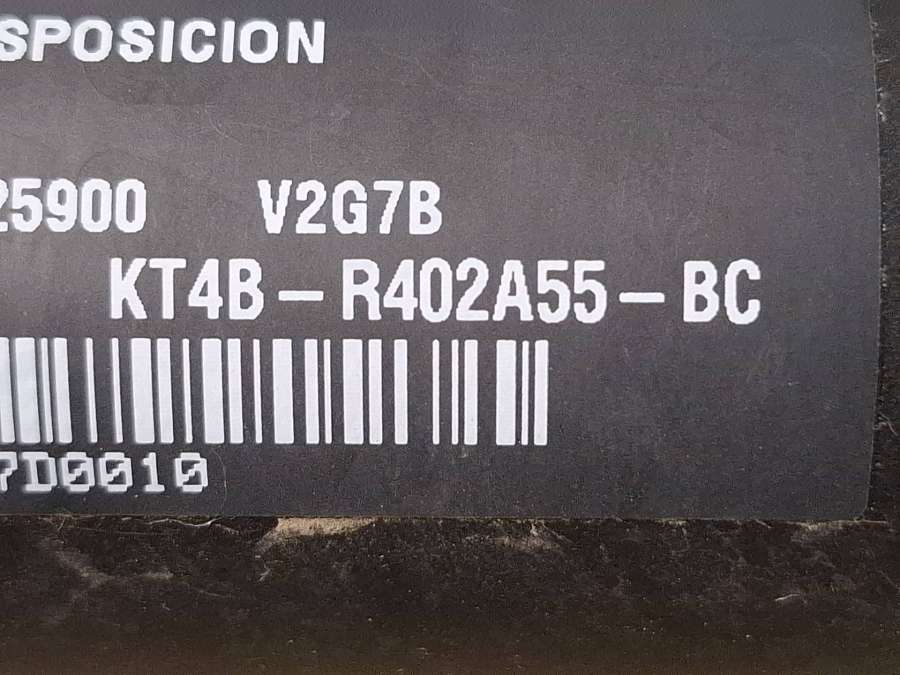 SPOSICION
25900 V2G7B
KT4B-R402A55-BC
7D0010